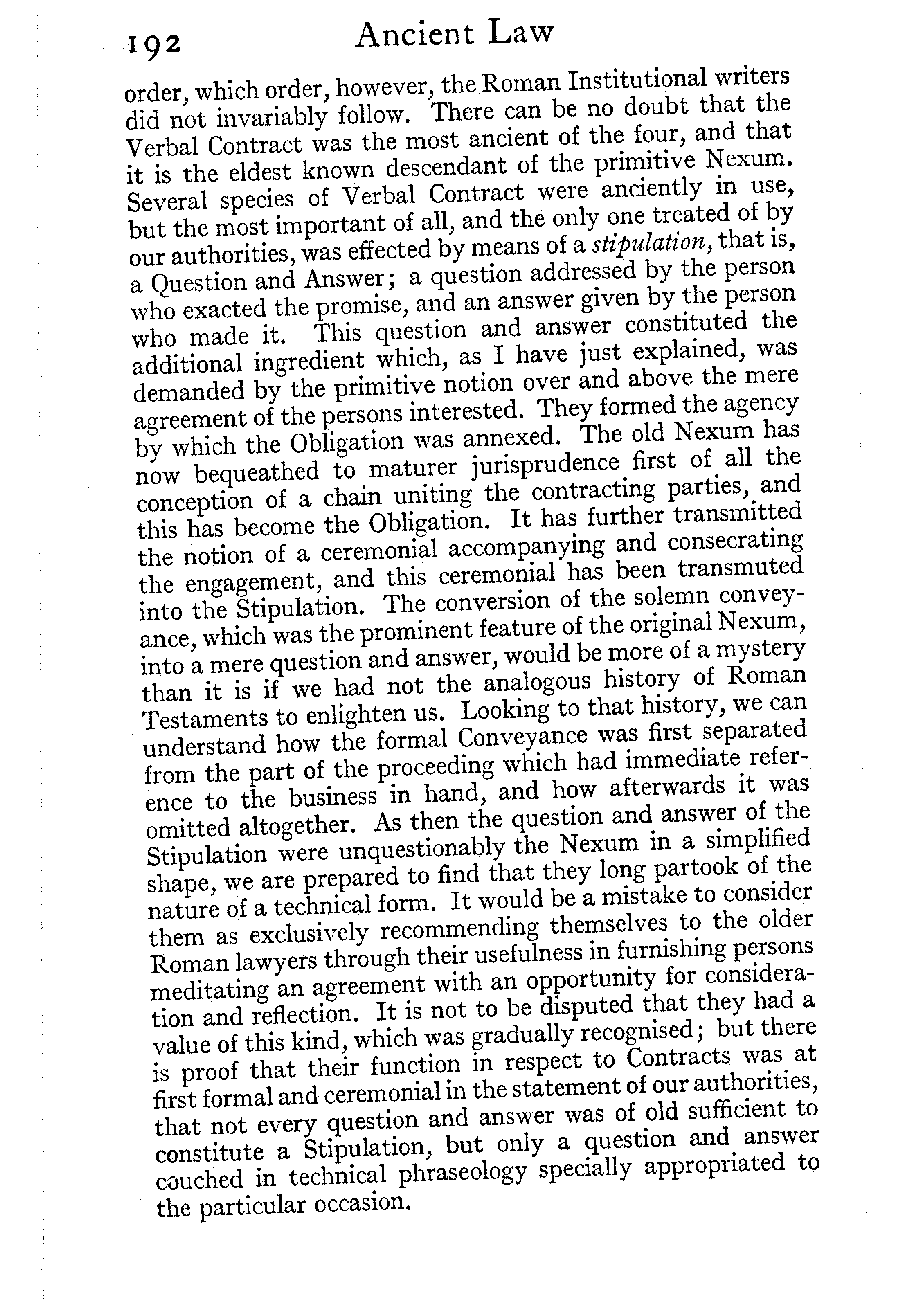 192 Ancient Law
order, which order, however, the Roman Institutional writers
did not invariably follow. There can be no doubt that the
Verbal Contract was the most ancient of the four, and that
it is the eldest known descendant of the primitive Nexum.
Several species of Verbal Contract were anciently in use,
but the most important of all, and the only one treated of by
our authorities, was effected by means of a stipulation, that is,
a Question and Answer; a question addressed by the person
who exacted the promise, and an answer given by the person
who made it. This question and answer constituted the
additional ingredient which, as I have just explained, was
demanded by the primitive notion over and above the mere
agreement of the persons interested. They formed the agency
by which the Obligation was annexed. The old Nexum has
now bequeathed to maturer jurisprudence first of all the
conception of a chain uniting the contracting parties, and
this has become the Obligation. It has further transmitted
the notion of a ceremonial accompanying and consecrating
the engagement, and this ceremonial has been transmuted
into the Stipulation. The conversion of the solemn convey-
ance, which was the prominent feature of the original Nexum,
into a mere question and answer, would be more of a mystery
than it is if we had not the analogous history of Roman
Testaments to enlighten us. Looking to that history, we can
understand how the formal Conveyance was first separated
from the part of the proceeding which had immediate refer-
ence to the business in hand, and how afterwards it was
omitted altogether. As then the question and answer of the
Stipulation were unquestionably the Nexum in a simplified
shape, we are prepared to find that they long partook of the
nature of a technical form. It would be a mistake to consider
them as exclusively recommending themselves to the older
Roman lawyers through their usefulness in furnishing persons
meditating an agreement with an opportunity for considera-
tion and reflection. It is not to be disputed that they had a
value of this kind, which was gradually recognised; but there
is proof that their function in respect to Contracts was at
first formal and ceremonial in the statement of our authorities,
that not every question and answer was of old sufficient to
constitute a Stipulation, but only a question and answer
couched in technical phraseology specially appropriated to
the particular occasion.